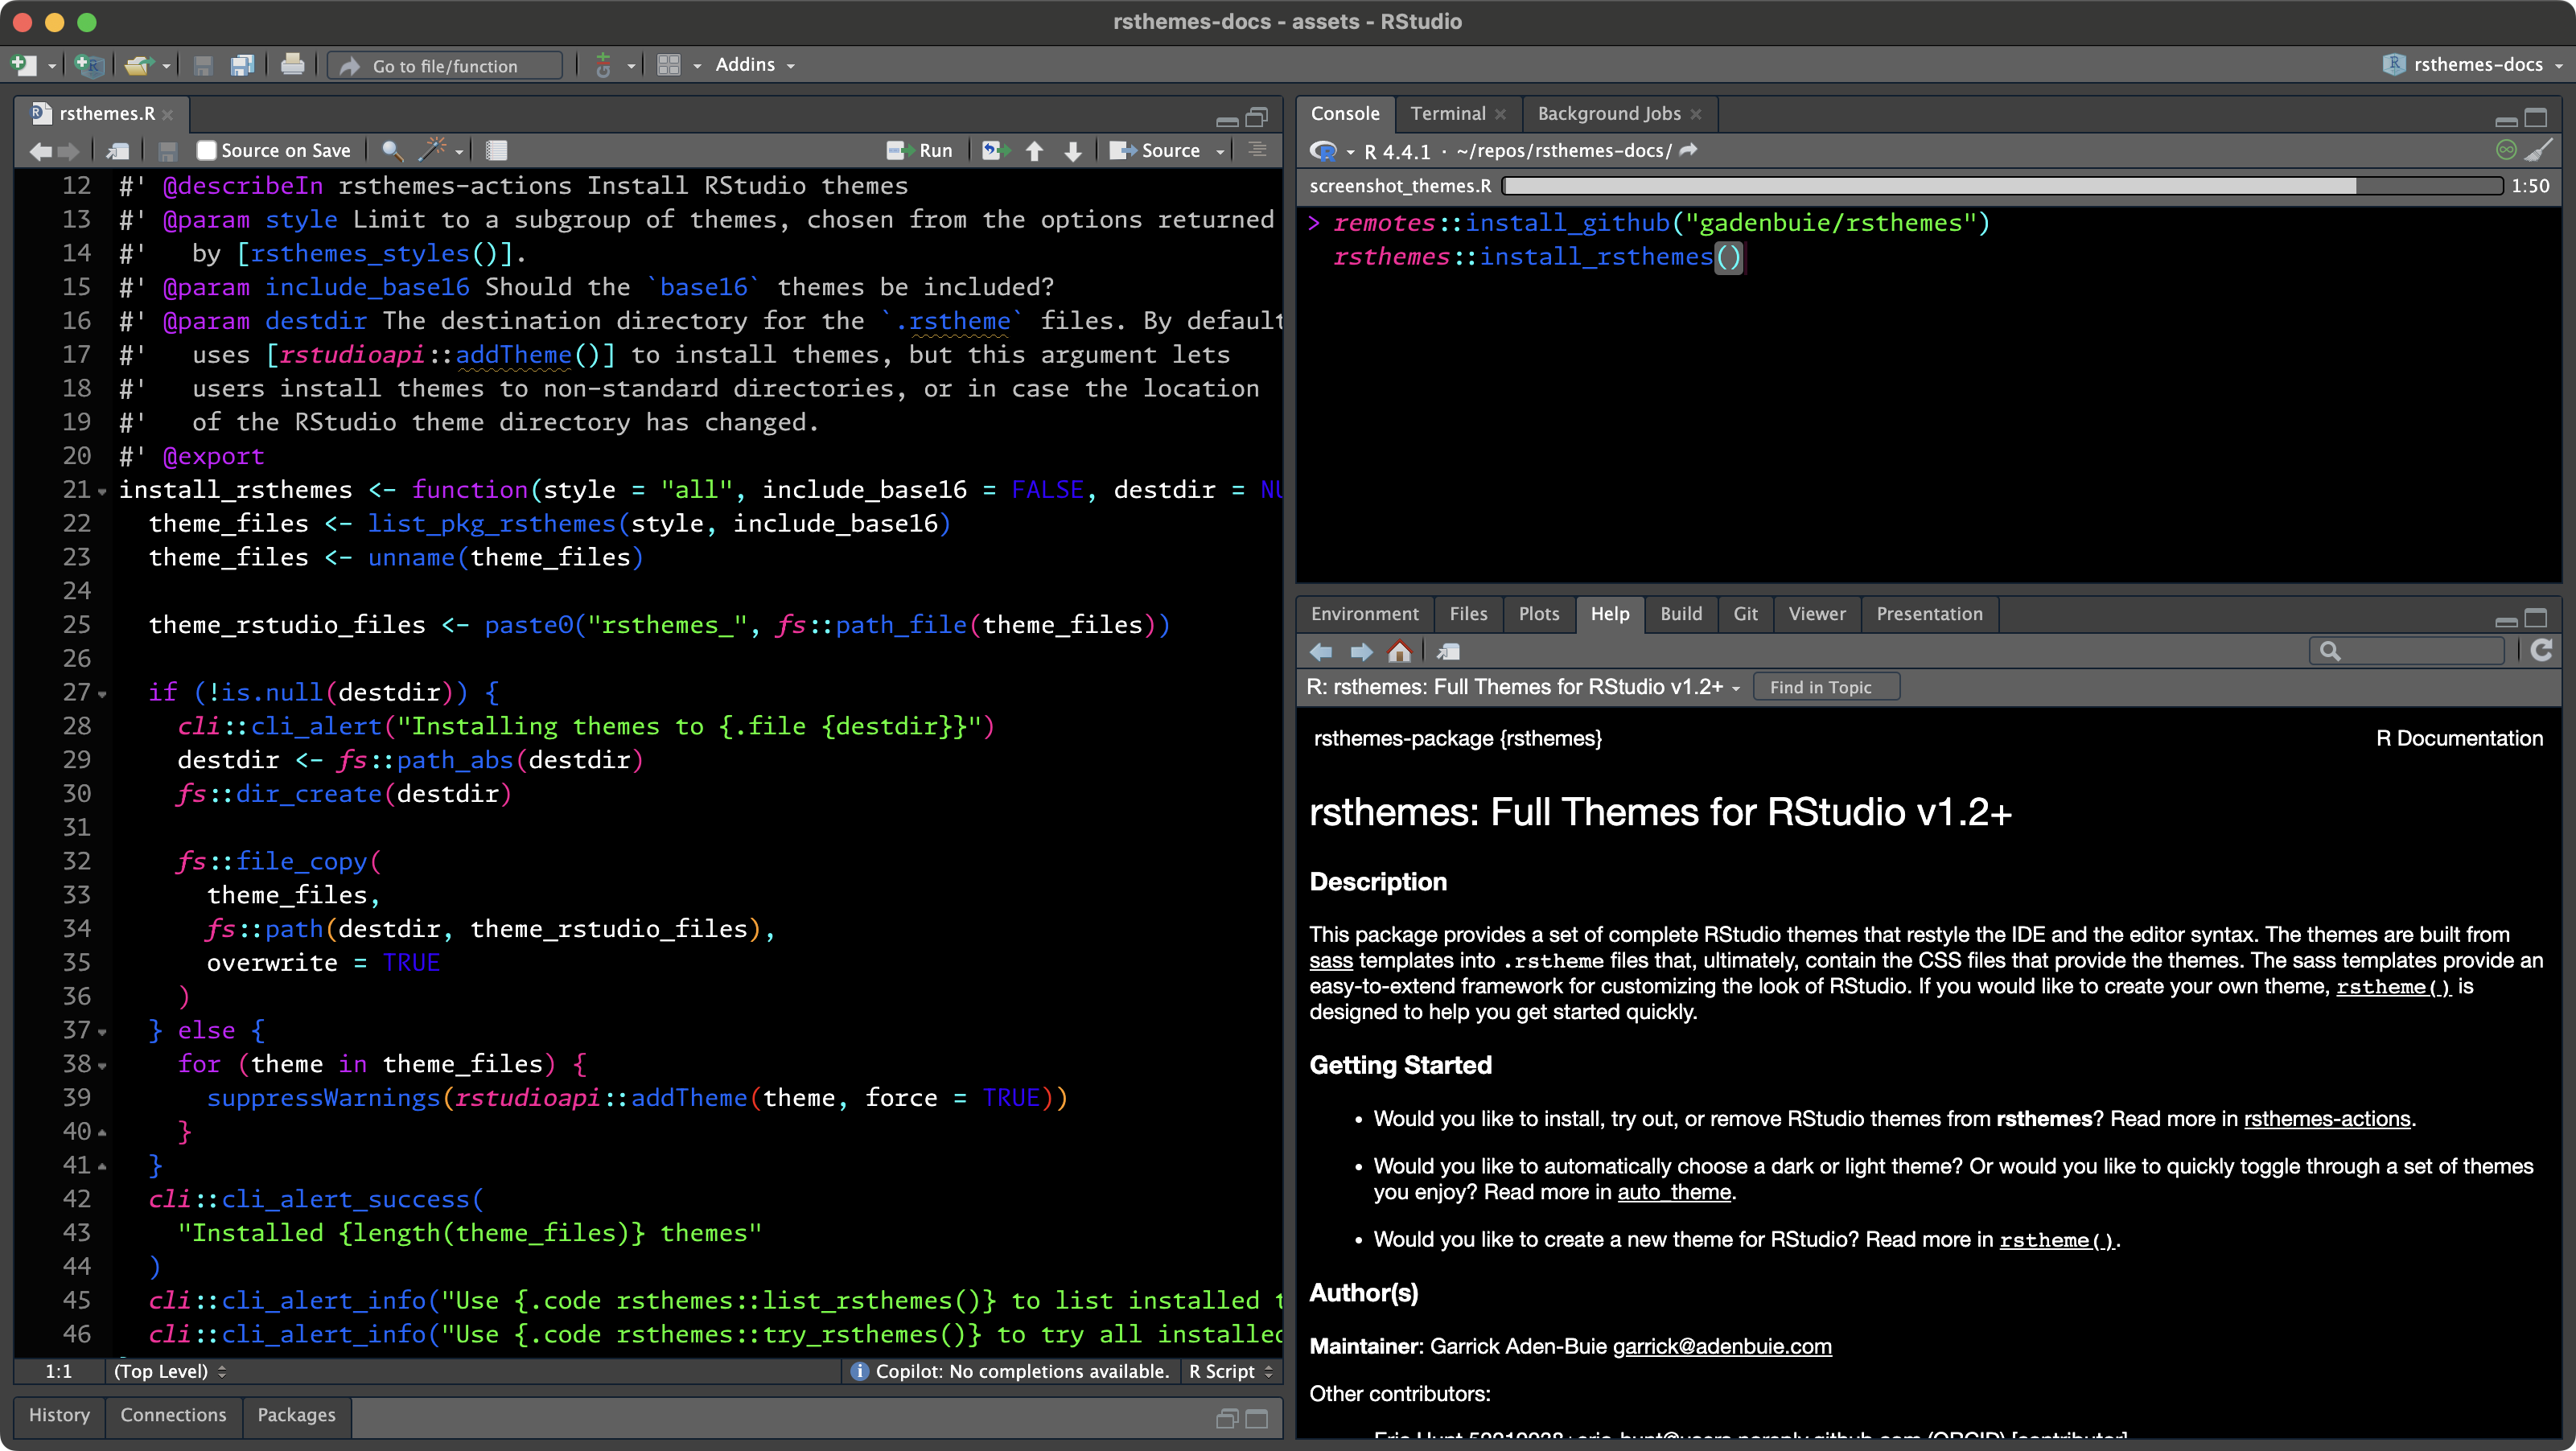 rsthemes-docs - assets - RStudio
Go to file/function
Addins
rsthemes-docs
rsthemes.R
Source on Save
Run
Source
12 #' @describeIn rsthemes-actions Install RStudio themes
13 #' @param style Limit to a subgroup of themes, chosen from the options returned
14 #'   by [rsthemes_styles()].
15 #' @param include_base16 Should the `base16` themes be included?
16 #' @param destdir The destination directory for the `.rstheme` files. By default
17 #'   uses [rstudioapi::addTheme()] to install themes, but this argument lets
18 #'   users install themes to non-standard directories, or in case the location
19 #'   of the RStudio theme directory has changed.
20 #' @export
21 install_rsthemes <- function(style = "all", include_base16 = FALSE, destdir = NU
22   theme_files <- list_pkg_rsthemes(style, include_base16)
23   theme_files <- unname(theme_files)
24
25   theme_rstudio_files <- paste0("rsthemes_", fs::path_file(theme_files))
26
27   if (!is.null(destdir)) {
28     cli::cli_alert("Installing themes to {.file {destdir}}")
29     destdir <- fs::path_abs(destdir)
30     fs::dir_create(destdir)
31
32     fs::file_copy(
33       theme_files,
34       fs::path(destdir, theme_rstudio_files),
35       overwrite = TRUE
36     )
37   } else {
38     for (theme in theme_files) {
39       suppressWarnings(rstudioapi::addTheme(theme, force = TRUE))
40     }
41   }
42   cli::cli_alert_success(
43     "Installed {length(theme_files)} themes"
44   )
45   cli::cli_alert_info("Use {.code rsthemes::list_rsthemes()} to list installed t
46   cli::cli_alert_info("Use {.code rsthemes::try_rsthemes()} to try all installed
1:1 (Top Level) Copilot: No completions available. R Script
History Connections Packages
Console Terminal Background Jobs
R 4.4.1 · ~/repos/rsthemes-docs/
screenshot_themes.R 1:50
> remotes::install_github("gadenbuie/rsthemes")
rsthemes::install_rsthemes()
Environment Files Plots Help Build Git Viewer Presentation
R: rsthemes: Full Themes for RStudio v1.2+ Find in Topic
rsthemes-package {rsthemes} R Documentation
rsthemes: Full Themes for RStudio v1.2+
Description
This package provides a set of complete RStudio themes that restyle the IDE and the editor syntax. The themes are built from
sass templates into .rstheme files that, ultimately, contain the CSS files that provide the themes. The sass templates provide an
easy-to-extend framework for customizing the look of RStudio. If you would like to create your own theme, rstheme() is
designed to help you get started quickly.
Getting Started
• Would you like to install, try out, or remove RStudio themes from rsthemes? Read more in rsthemes-actions.
• Would you like to automatically choose a dark or light theme? Or would you like to quickly toggle through a set of themes
you enjoy? Read more in auto_theme.
• Would you like to create a new theme for RStudio? Read more in rstheme().
Author(s)
Maintainer: Garrick Aden-Buie garrick@adenbuie.com
Other contributors:
Eric Hunt (ORCID) [contributor]